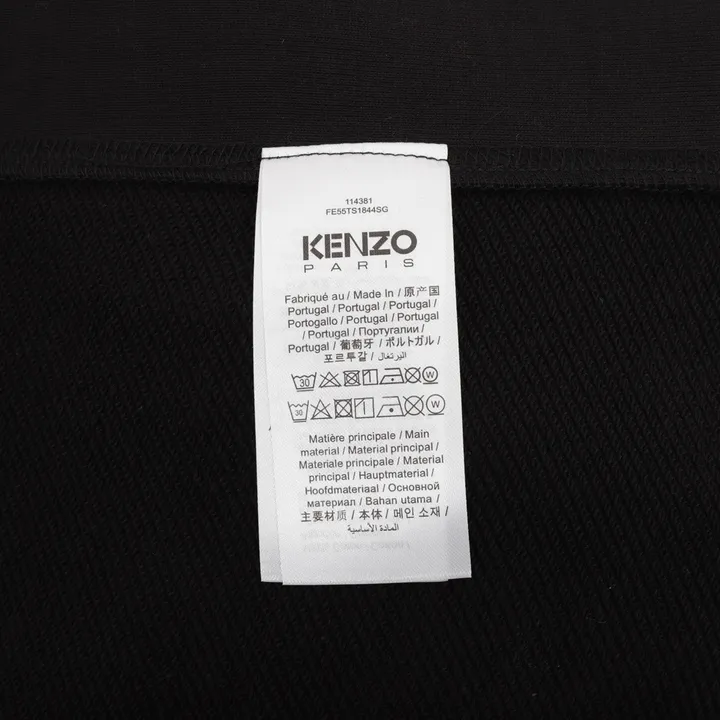 114381
FE55TS1844SG
KENZO
PARIS
Fabriqué au / Made In / 原产国
Portugal / Portugal / Portugal /
Portogallo / Portugal / Portugal
/ Portugal / Португалии /
Portugal / 葡萄牙 / ポルトガル /
포르투갈 / البرتغال
30 W
30 W
Matière principale / Main
material / Material principal /
Materiale principale / Material
principal / Hauptmaterial /
Hoofdmateriaal / Основной
материал / Bahan utama /
主要材质 / 本体 / 메인 소재 /
المادة الأساسية